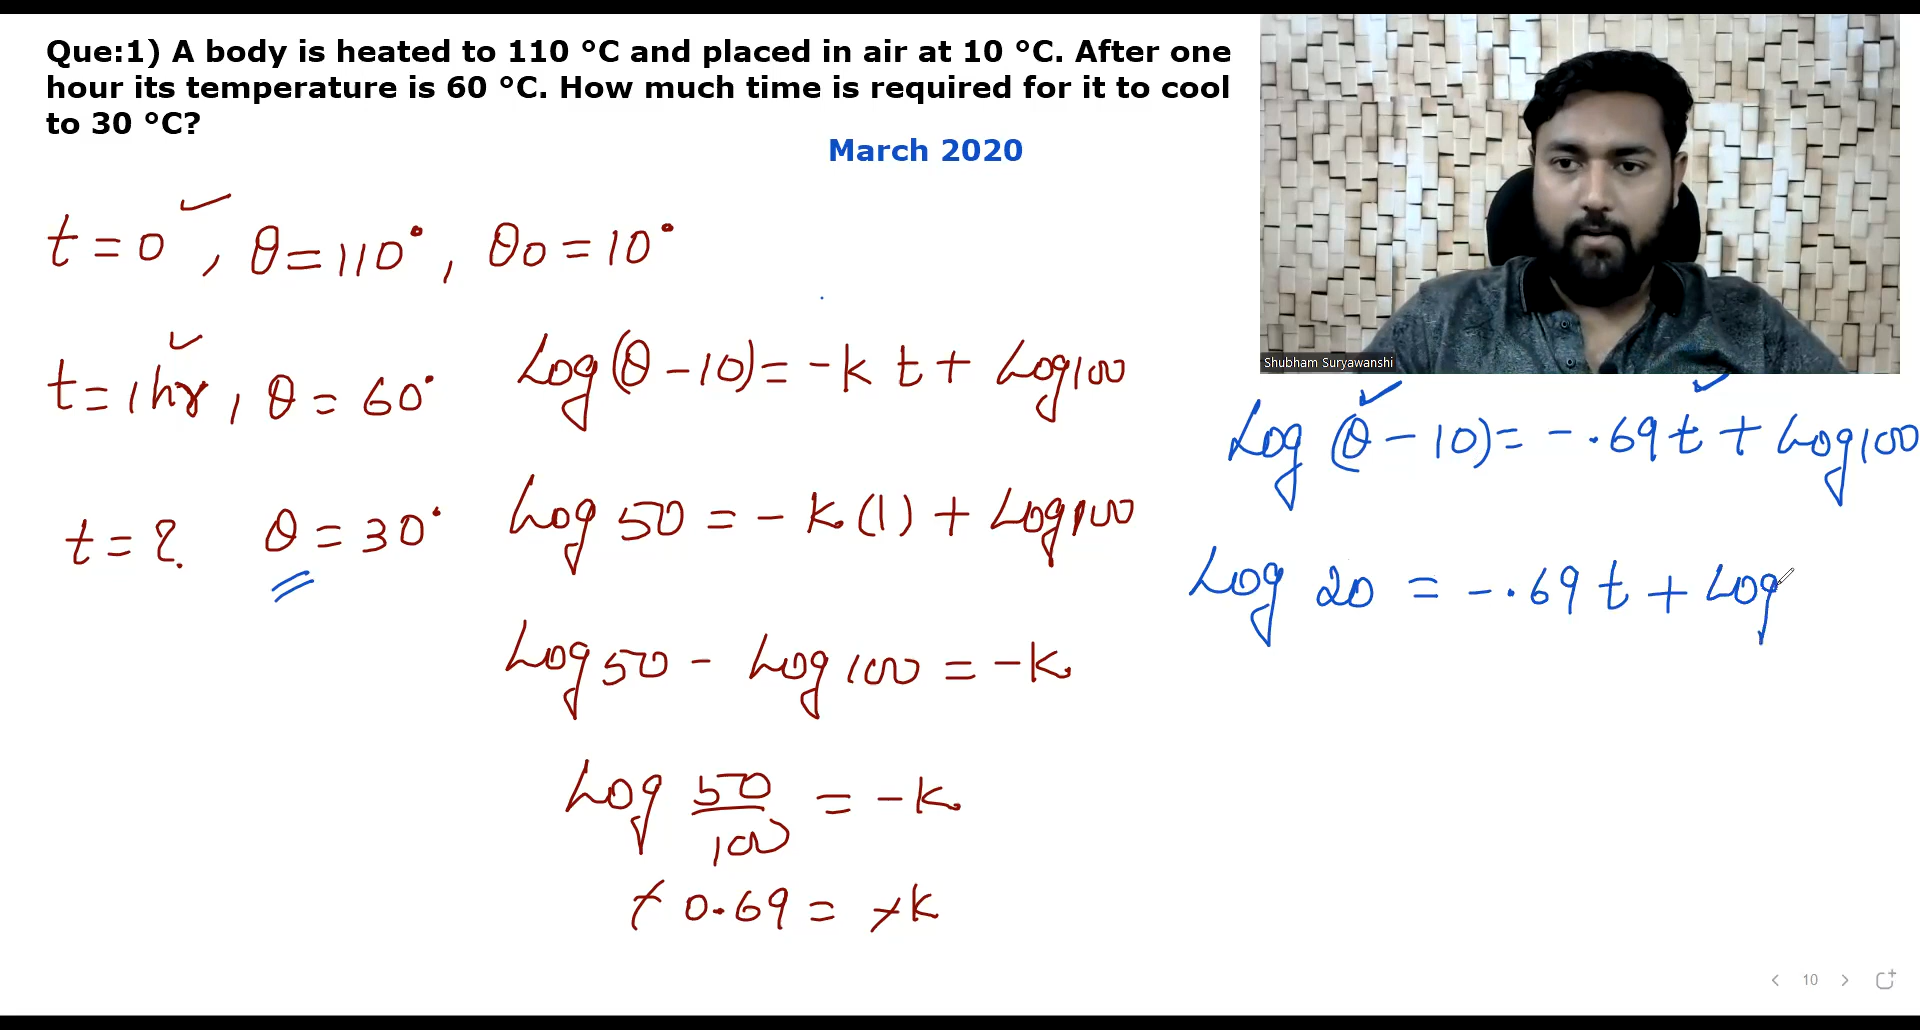 Que:1) A body is heated to 110 °C and placed in air at 10 °C. After one
hour its temperature is 60 °C. How much time is required for it to cool
to 30 °C?
March 2020
t = 0 , θ = 110° , θ0 = 10°
t = 1 hr , θ = 60°
t = ? θ = 30°
Log (θ - 10) = - k t + Log 100
Log 50 = - k (1) + Log 100
Log 50 - Log 100 = - k
Log 50/100 = - k
- 0.69 = - k
Shubham Suryawanshi
Log (θ - 10) = - .69 t + Log 100
Log 20 = - .69 t + Log
10